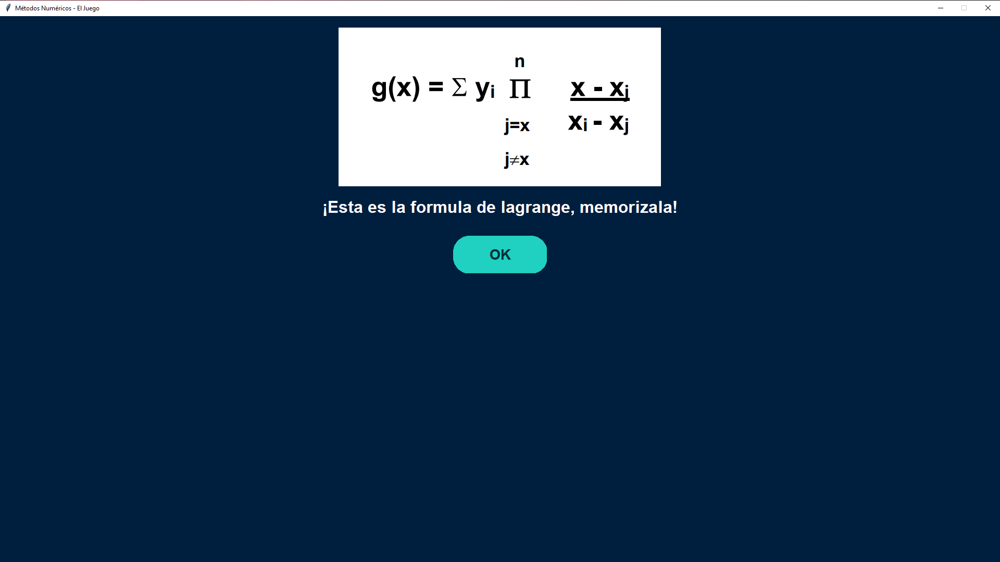 Métodos Numéricos - El Juego
n
g(x) = Σ yᵢ Π x - xⱼ
j=x xᵢ - xⱼ
j≠x
¡Esta es la formula de lagrange, memorizala!
OK